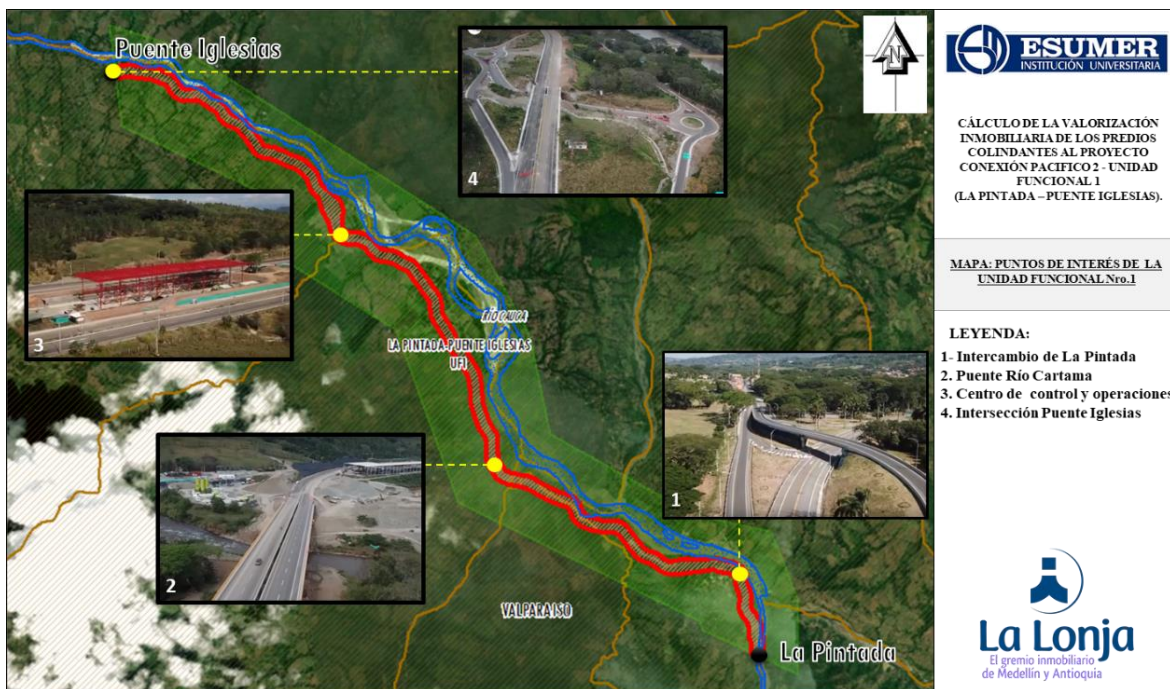 Puente Iglesias
4
N
3
RÍO CAUCA
LA PINTADA-PUENTE IGLESIAS
UF1
1
2
VALPARAISO
La Pintada
ESUMER
INSTITUCIÓN UNIVERSITARIA
CÁLCULO DE LA VALORIZACIÓN
INMOBILIARIA DE LOS PREDIOS
COLINDANTES AL PROYECTO
CONEXIÓN PACIFICO 2 - UNIDAD
FUNCIONAL 1
(LA PINTADA – PUENTE IGLESIAS).
MAPA: PUNTOS DE INTERÉS DE LA
UNIDAD FUNCIONAL Nro.1
LEYENDA:
1- Intercambio de La Pintada
2. Puente Río Cartama
3. Centro de control y operaciones
4. Intersección Puente Iglesias
La Lonja
El gremio inmobiliario
de Medellín y Antioquia